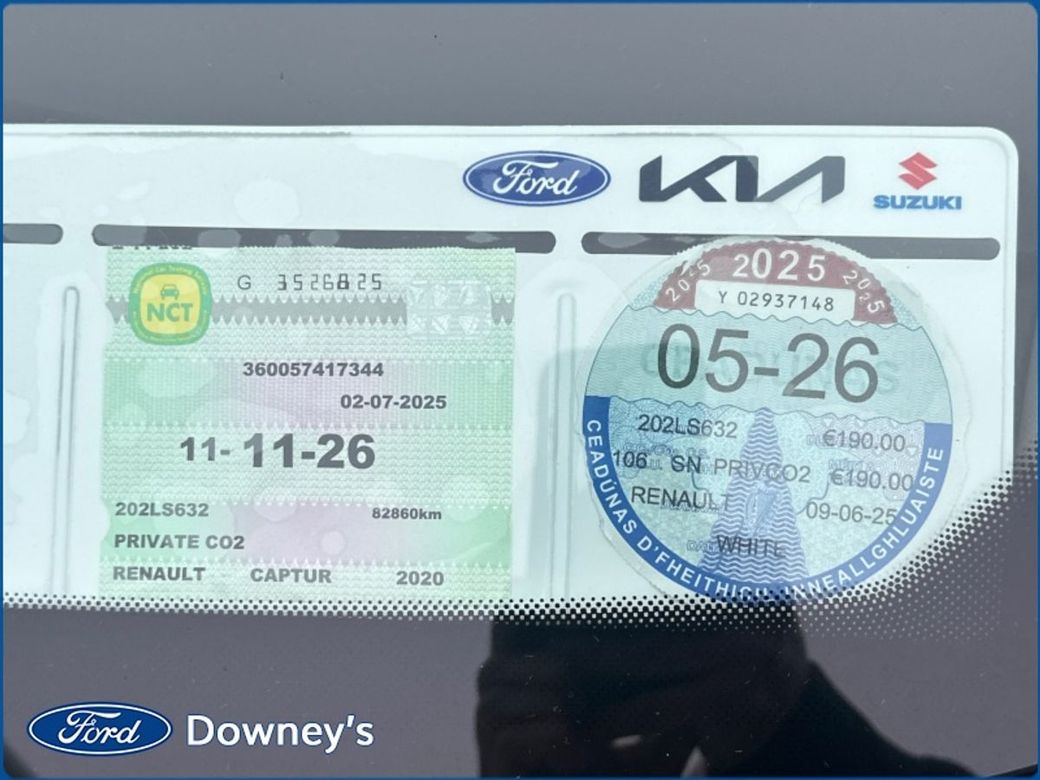 Ford KIA SUZUKI
NCT
G 3526825
360057417344
02-07-2025
11- 11-26
202LS632 82860km
PRIVATE CO2
RENAULT CAPTUR 2020
2025 2025 2025
Y 02937148
05-26
202LS632 €190.00
106 SN PRIVCO2 €190.00
RENAULT 09-06-25
WHITE
CEADÚNAS D'FHEITHICIL INNEALLGHLUAISTE
Ford Downey's